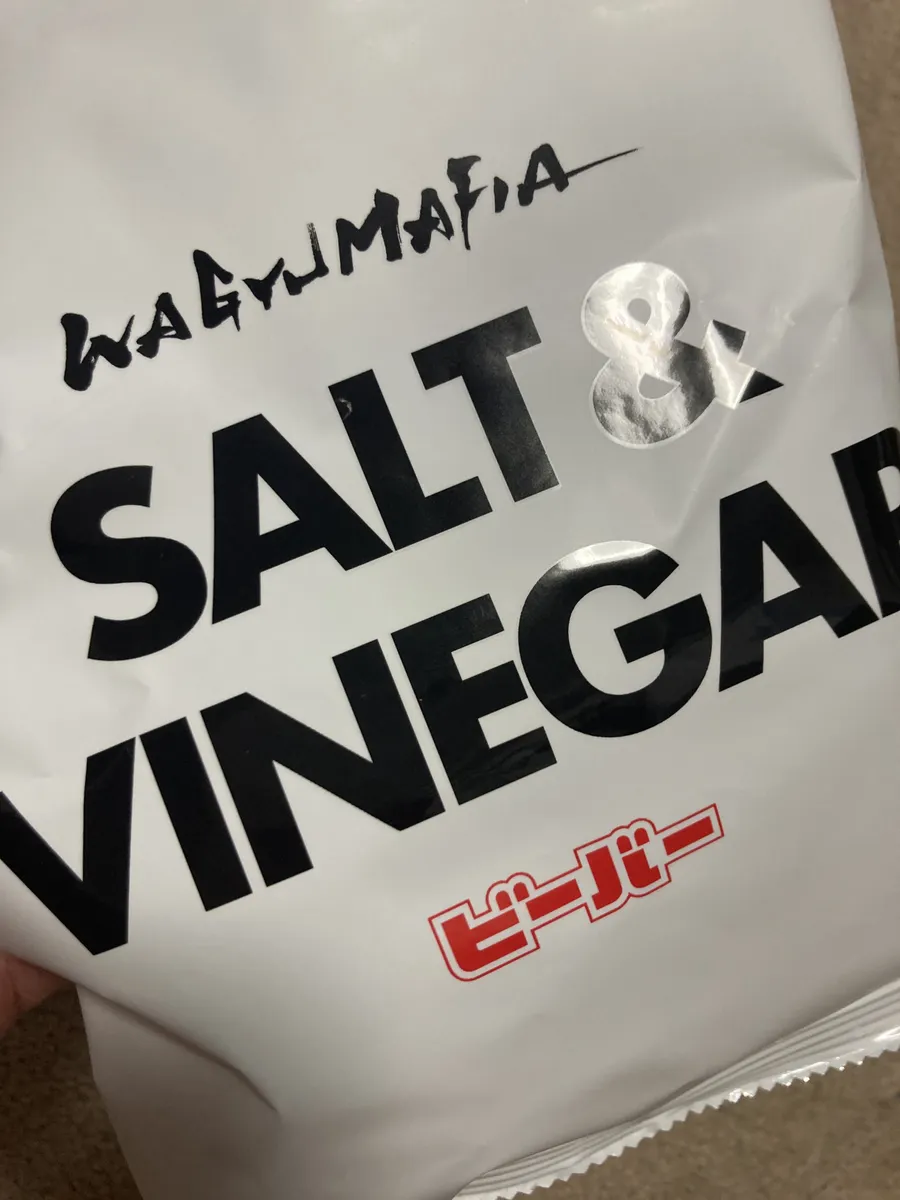 WAGYUMAFIA
SALT &
VINEGAR
ビーバー